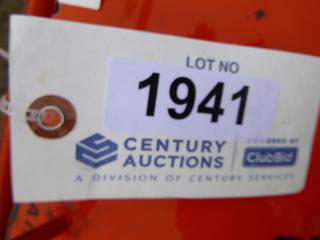 LOT NO
1941
CENTURY
AUCTIONS
POWERED BY
ClubBid
A DIVISION OF CENTURY SERVICES